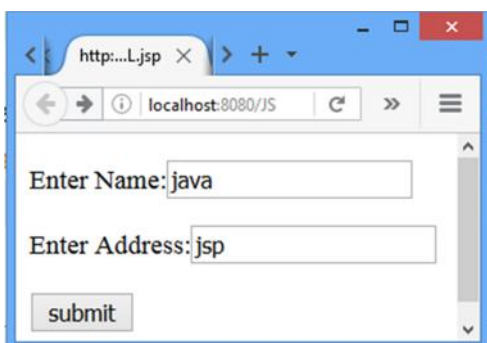 http:...L.jsp
localhost:8080/JS
Enter Name: java
Enter Address: jsp
submit